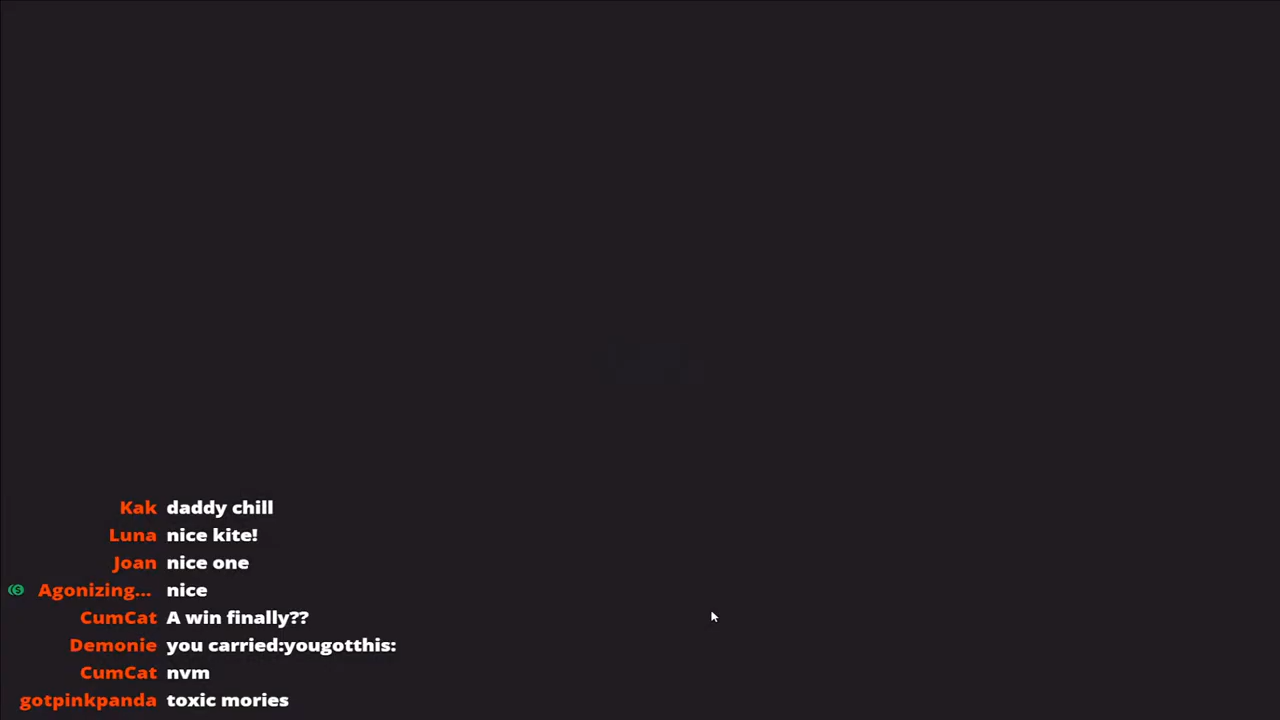 Kak daddy chill
Luna nice kite!
Joan nice one
Agonizing... nice
CumCat A win finally??
Demonie you carried:yougotthis:
CumCat nvm
gotpinkpanda toxic mories